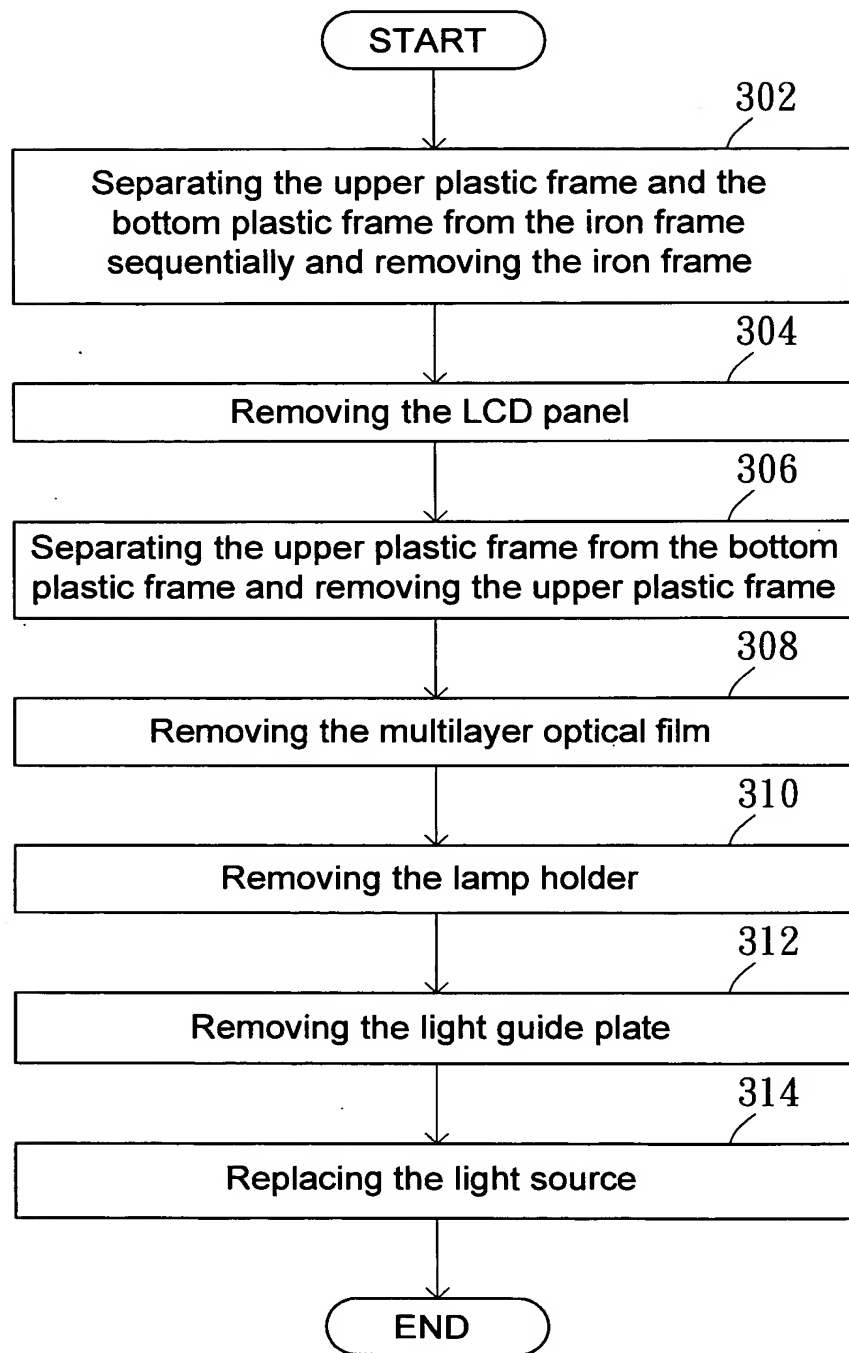 START
302
Separating the upper plastic frame and the
bottom plastic frame from the iron frame
sequentially and removing the iron frame
304
Removing the LCD panel
306
Separating the upper plastic frame from the bottom
plastic frame and removing the upper plastic frame
308
Removing the multilayer optical film
310
Removing the lamp holder
312
Removing the light guide plate
314
Replacing the light source
END